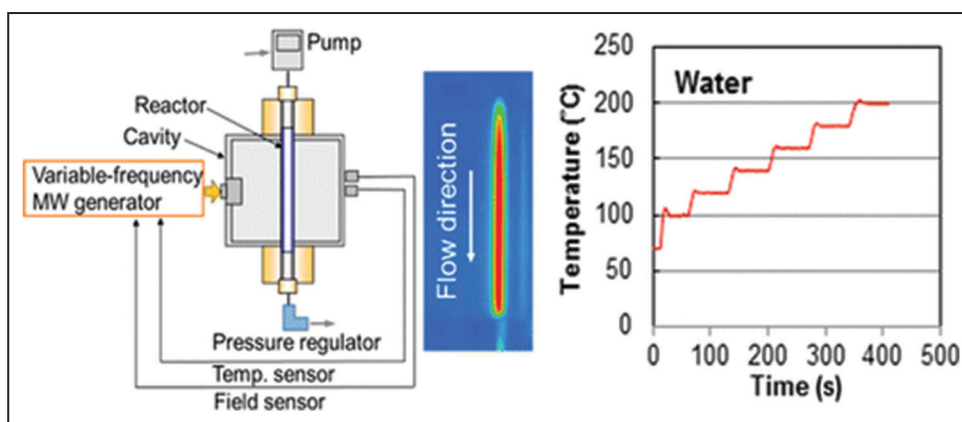 Pump
Reactor
Cavity
Variable-frequency
MW generator
Pressure regulator
Temp. sensor
Field sensor
Flow direction
Water
Temperature (°C)
250
200
150
100
50
0
0 100 200 300 400 500
Time (s)